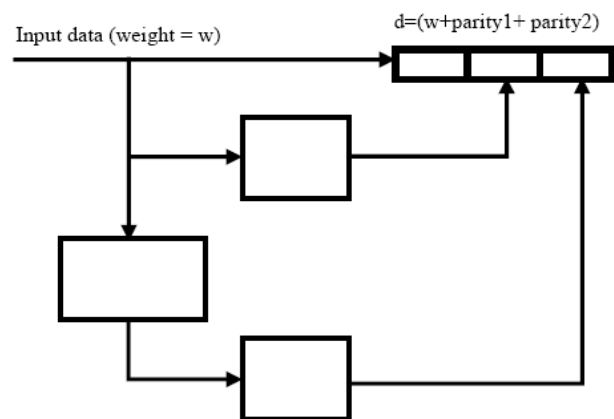 Input data (weight = w)
d=(w+parity1+ parity2)